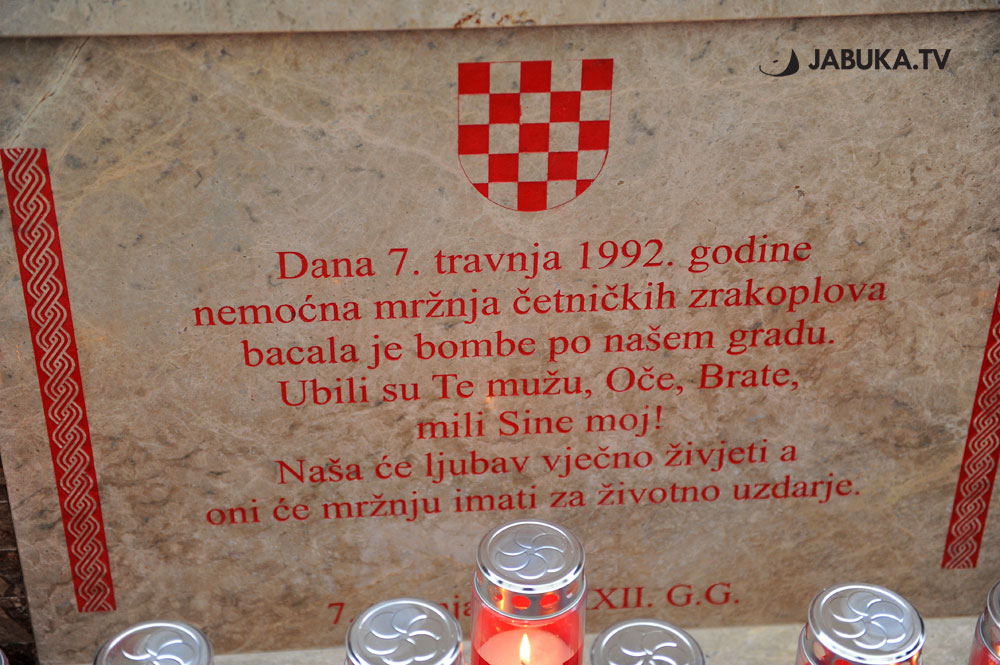 JABUKA.TV
Dana 7. travnja 1992. godine
nemoćna mržnja četničkih zrakoplova
bacala je bombe po našem gradu.
Ubili su Te mužu, Oče, Brate,
mili Sine moj!
Naša će ljubav vječno živjeti a
oni će mržnju imati za životno uzdarje.
7. G.G.